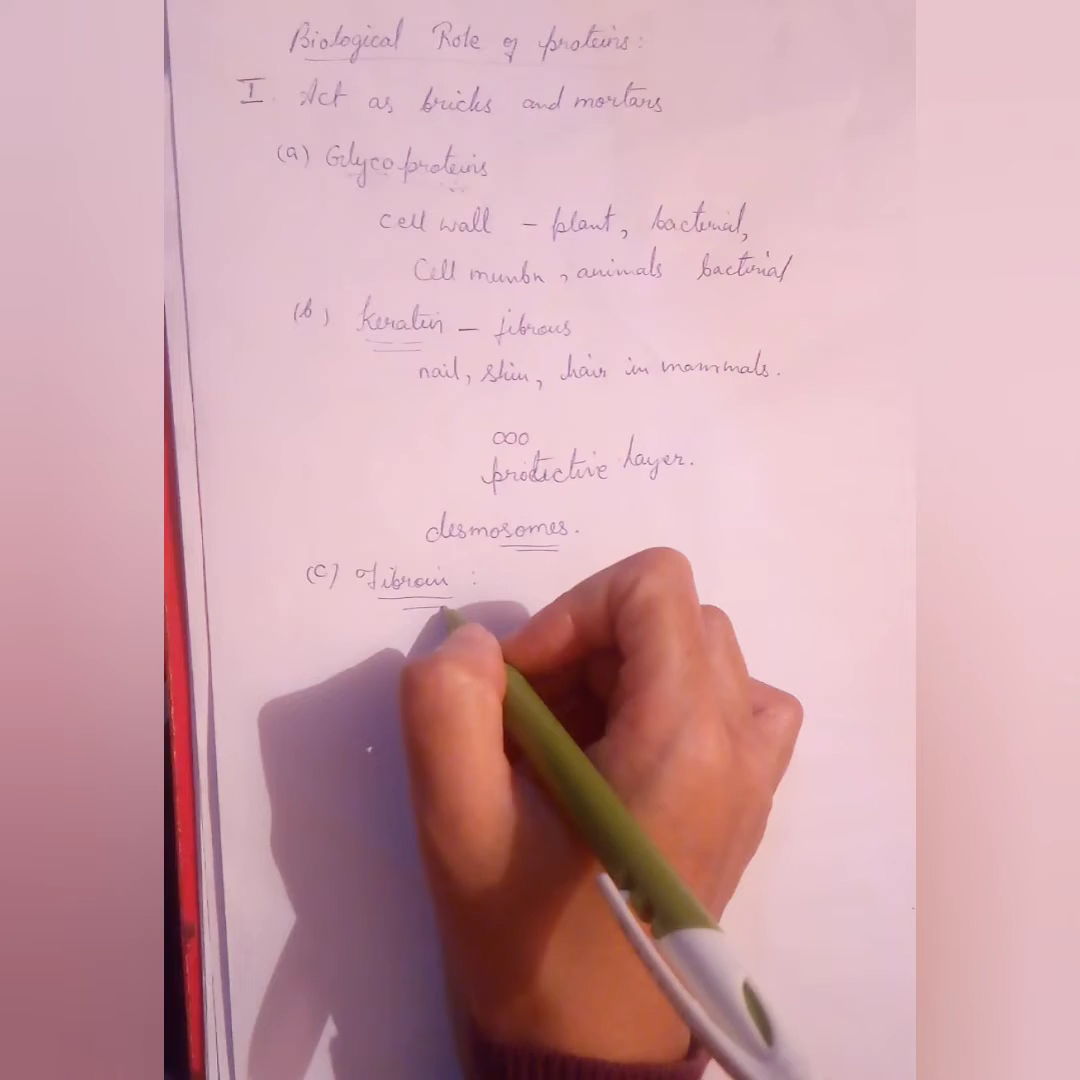 Biological Role of proteins:
I. Act as bricks and mortars
(a) Glycoproteins
Cell wall - plant, bacterial,
Cell membn, animals bacterial
(b) Keratin - fibrous
nail, skin, hair in mammals.
ooo
protective layer.
desmosomes.
(c) Fibroin :